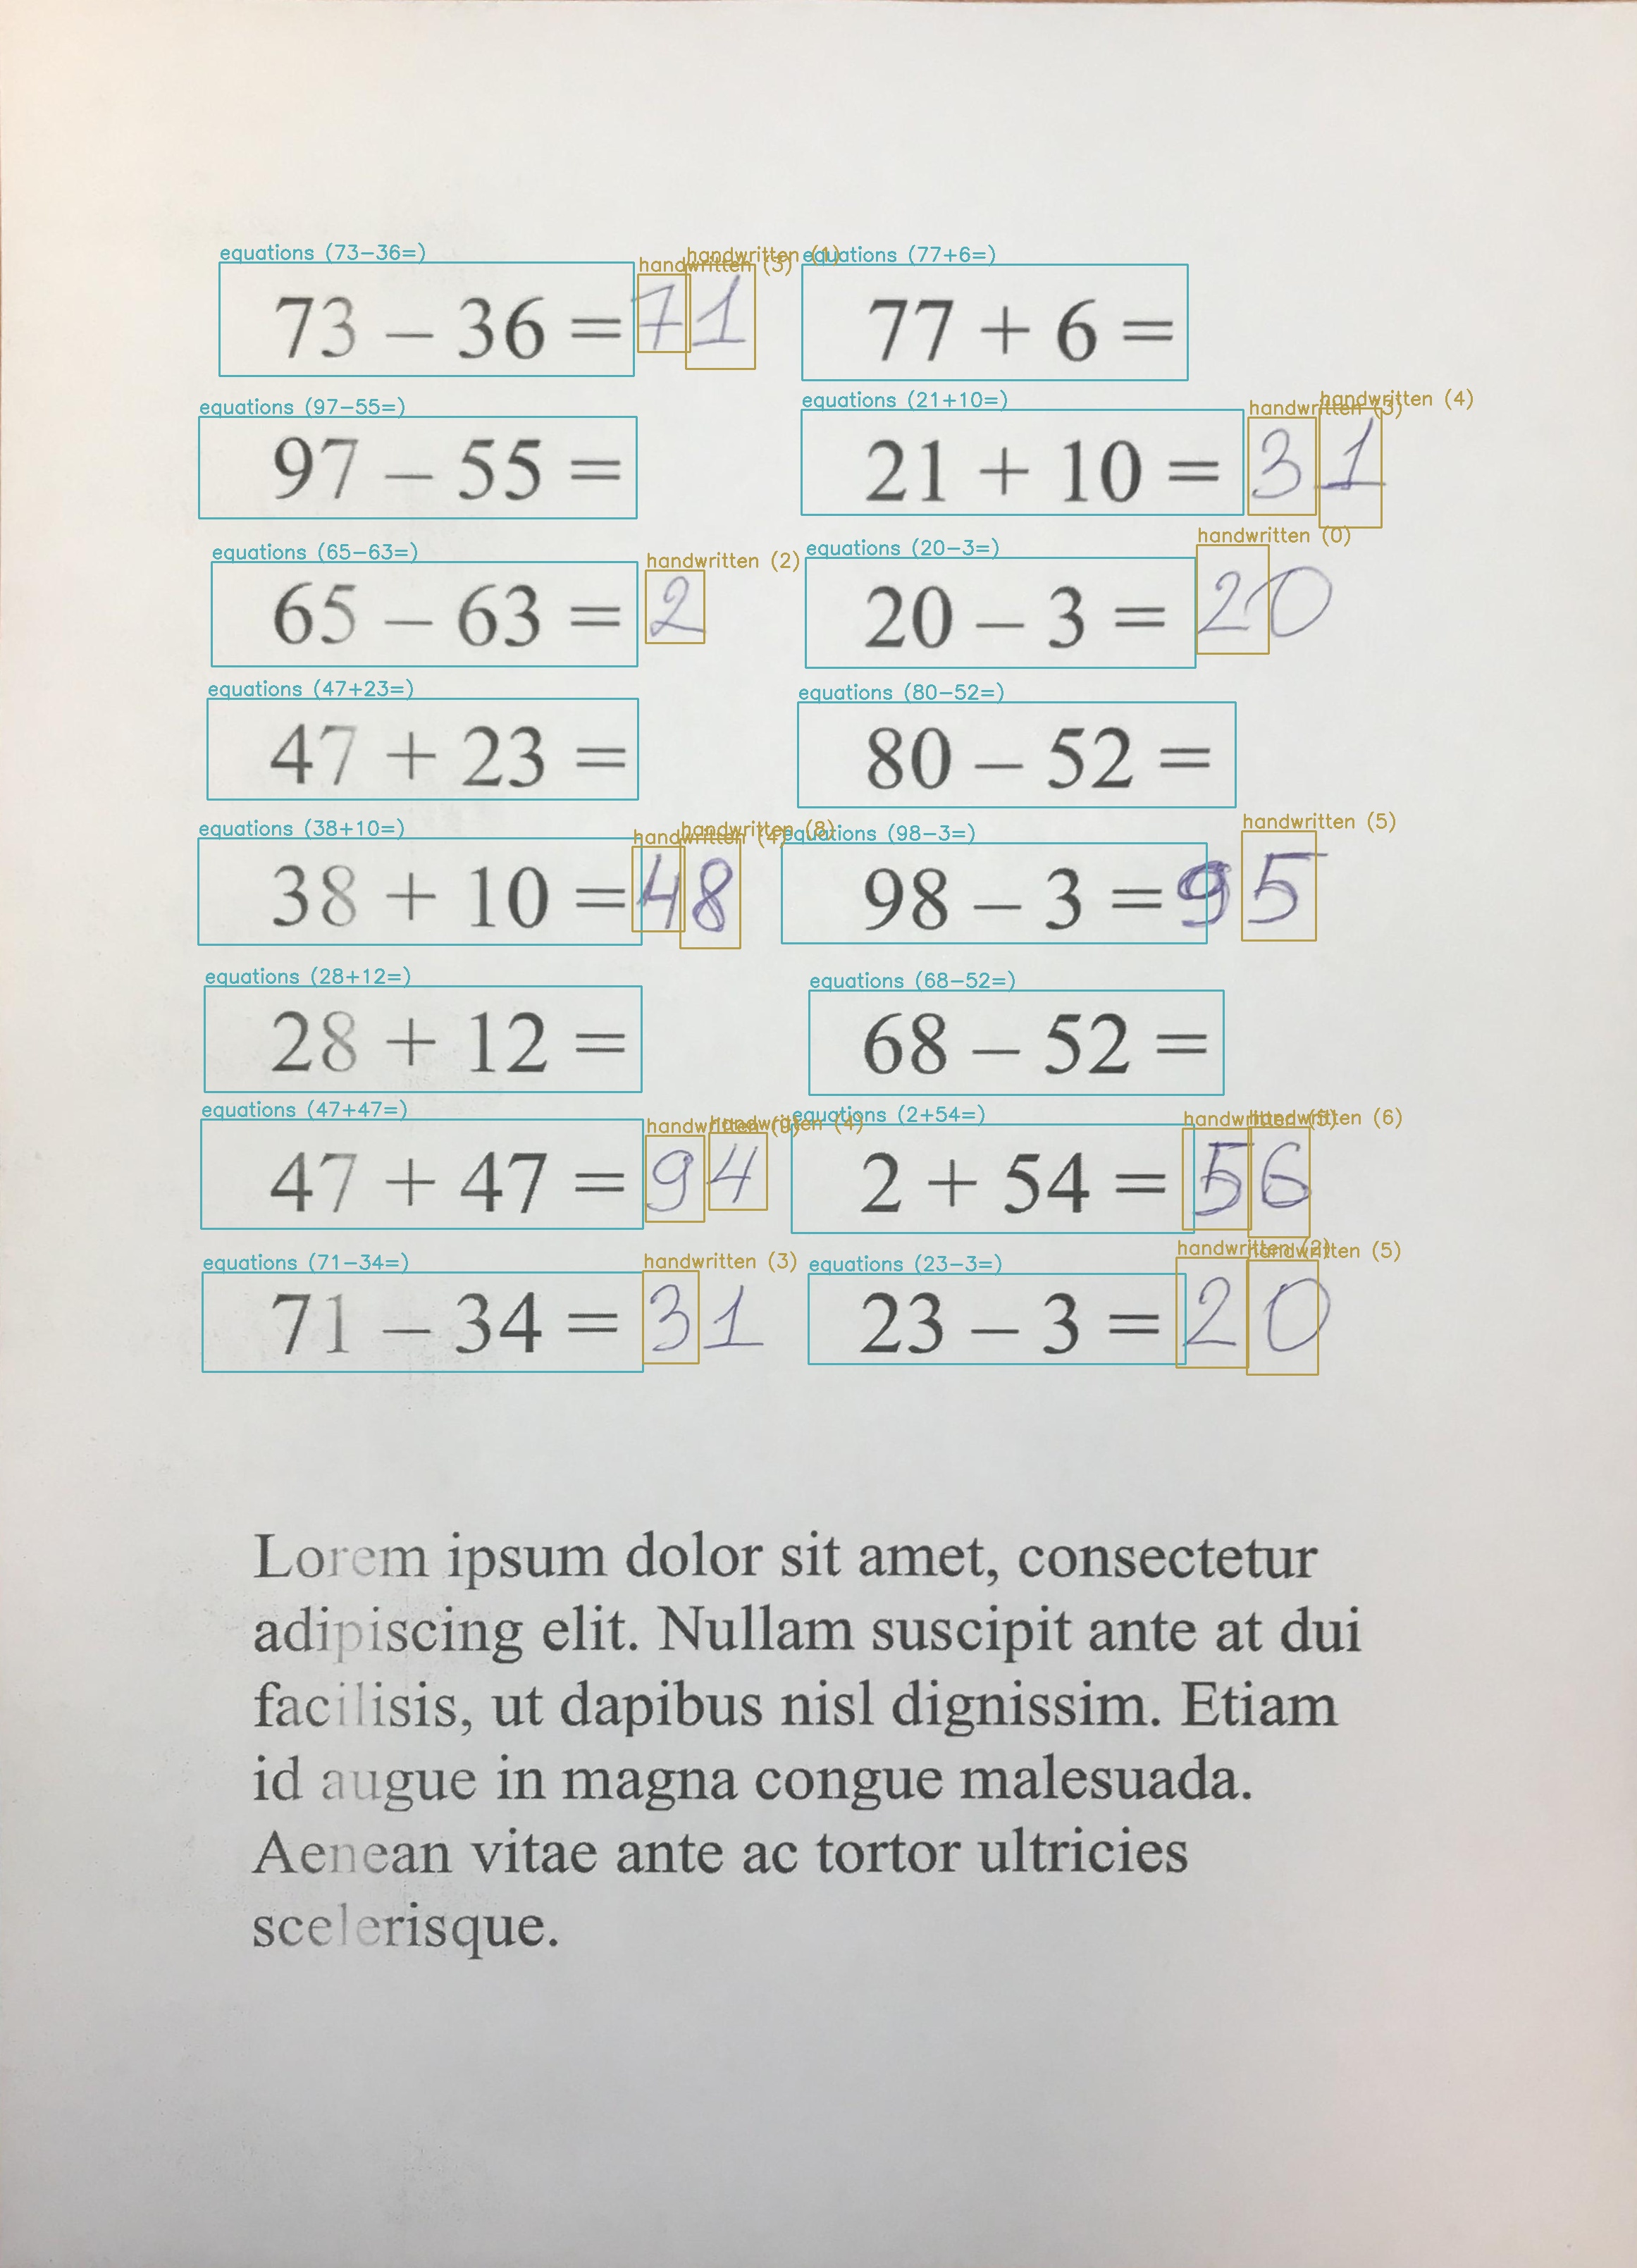 equations (73-36=) handwritten (3) handwritten (1) equations (77+6=)
73 – 36 = 71 77 + 6 =
equations (97-55=) equations (21+10=) handwritten (3) handwritten (4)
97 – 55 = 21 + 10 = 31
equations (65-63=) handwritten (2) equations (20-3=) handwritten (0)
65 – 63 = 2 20 – 3 = 20
equations (47+23=) equations (80-52=)
47 + 23 = 80 – 52 =
equations (38+10=) handwritten (4) handwritten (8) equations (98-3=) handwritten (5)
38 + 10 = 48 98 – 3 = 95
equations (28+12=) equations (68-52=)
28 + 12 = 68 – 52 =
equations (47+47=) handwritten handwritten (4) equations (2+54=) handwritten (5) handwritten (6)
47 + 47 = 94 2 + 54 = 56
equations (71-34=) handwritten (3) equations (23-3=) handwritten (2) handwritten (5)
71 – 34 = 31 23 – 3 = 20
Lorem ipsum dolor sit amet, consectetur
adipiscing elit. Nullam suscipit ante at dui
facilisis, ut dapibus nisl dignissim. Etiam
id augue in magna congue malesuada.
Aenean vitae ante ac tortor ultricies
scelerisque.